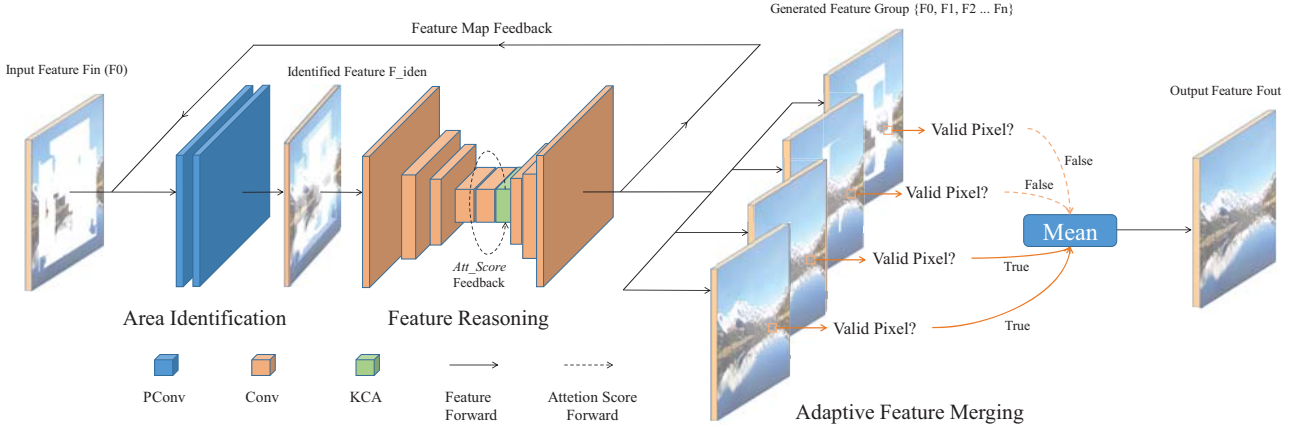 Generated Feature Group {F0, F1, F2 ... Fn}
Feature Map Feedback
Input Feature Fin (F0)
Identified Feature F_iden
Output Feature Fout
Valid Pixel?
False
Valid Pixel?
False
Mean
Valid Pixel?
True
Att_Score
Feedback
Valid Pixel?
True
Area Identification
Feature Reasoning
PConv
Conv
KCA
Feature
Forward
Attetion Score
Forward
Adaptive Feature Merging